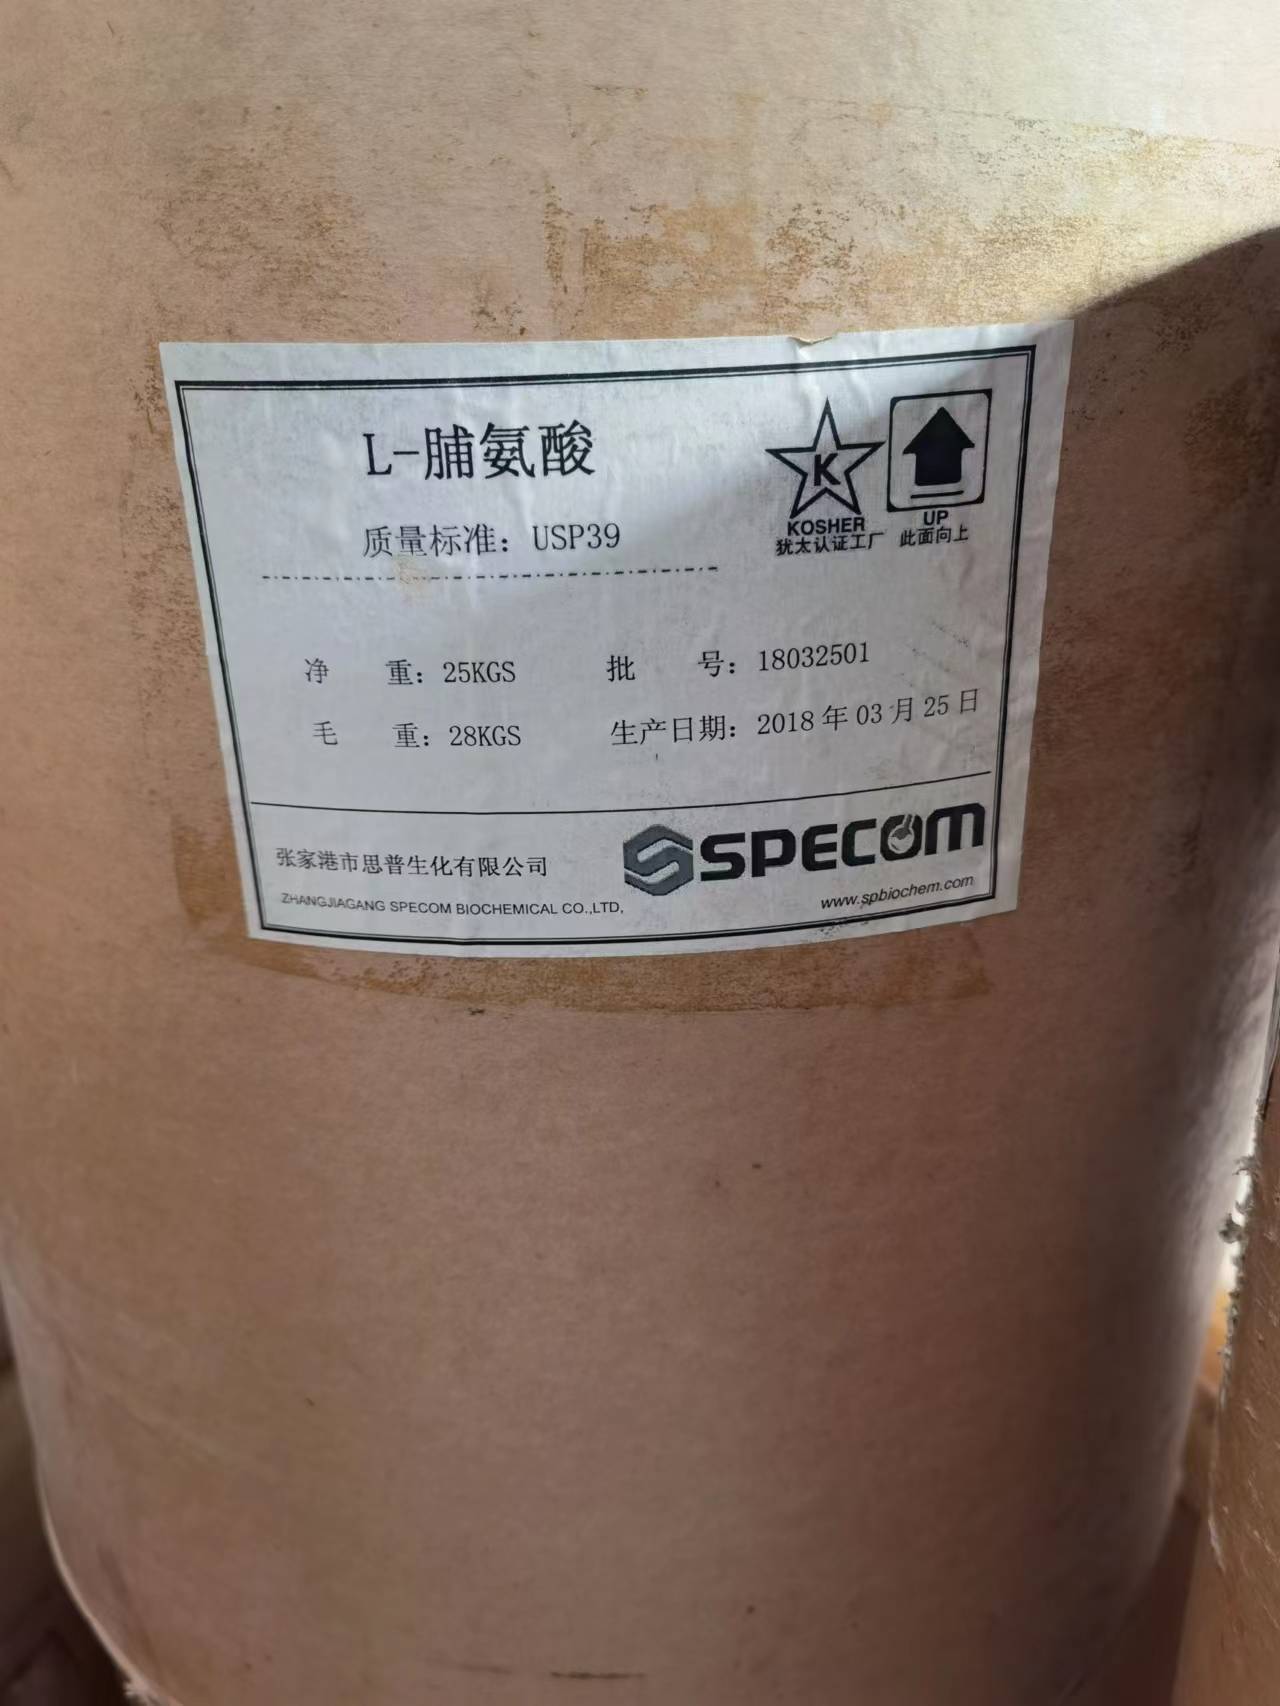 L-脯氨酸
质量标准：USP39
K
KOSHER
犹太认证工厂
UP
此面向上
净 重：25KGS 批 号：18032501
毛 重：28KGS 生产日期：2018年03月25日
张家港市思普生化有限公司
ZHANGJIAGANG SPECOM BIOCHEMICAL CO.,LTD,
SPECOM
www.spbiochem.com